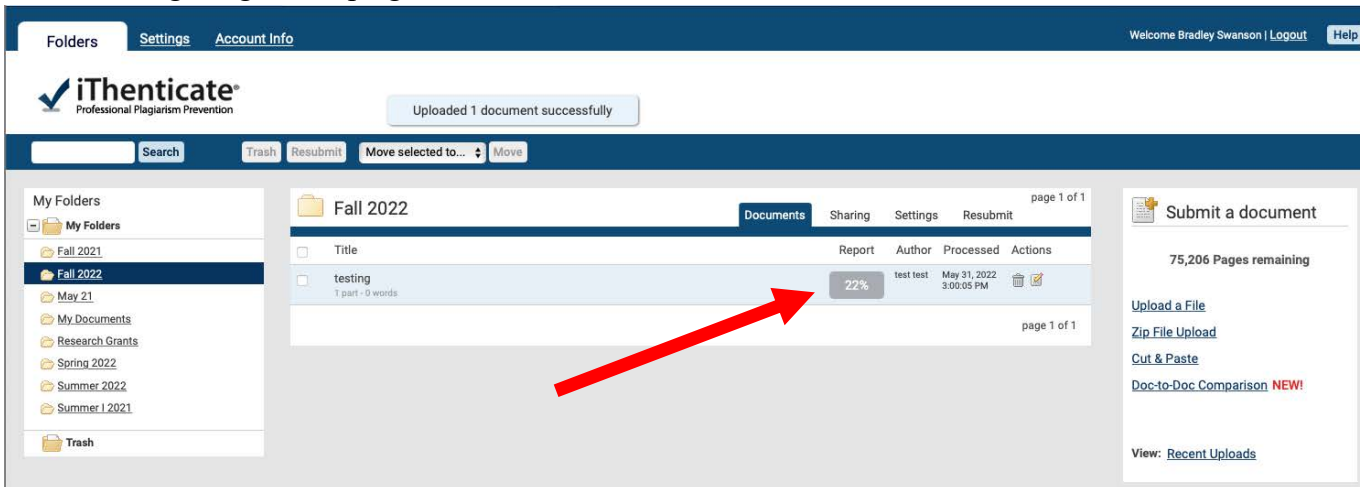 Folders Settings Account Info Welcome Bradley Swanson | Logout Help
iThenticate®
Professional Plagiarism Prevention
Uploaded 1 document successfully
Search Trash Resubmit Move selected to... Move
My Folders
My Folders
Fall 2021
Fall 2022
May 21
My Documents
Research Grants
Spring 2022
Summer 2022
Summer I 2021
Trash
Fall 2022
page 1 of 1
Documents Sharing Settings Resubmit
Title Report Author Processed Actions
testing 22% test test May 31, 2022
1 part - 0 words 3:00:05 PM
page 1 of 1
Submit a document
75,206 Pages remaining
Upload a File
Zip File Upload
Cut & Paste
Doc-to-Doc Comparison NEW!
View: Recent Uploads